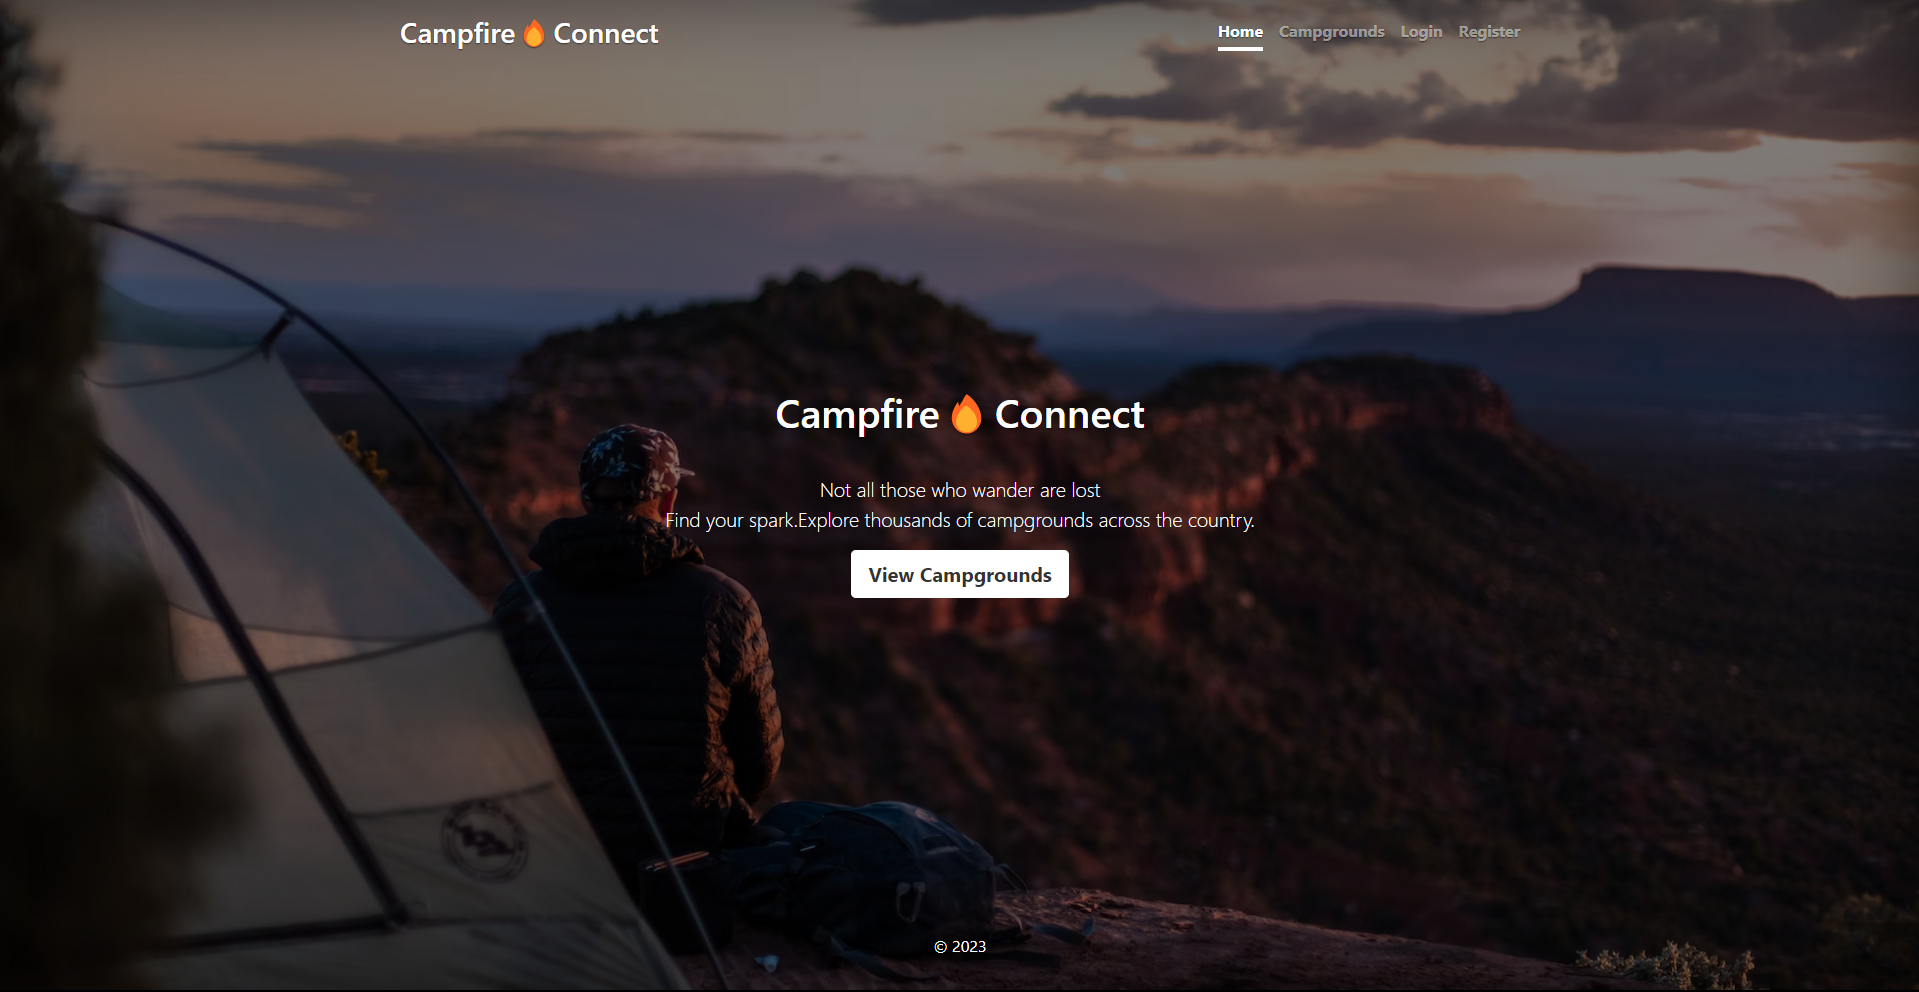 Campfire🔥Connect
Home Campgrounds Login Register
Campfire🔥Connect
Not all those who wander are lost
Find your spark.Explore thousands of campgrounds across the country.
View Campgrounds
© 2023